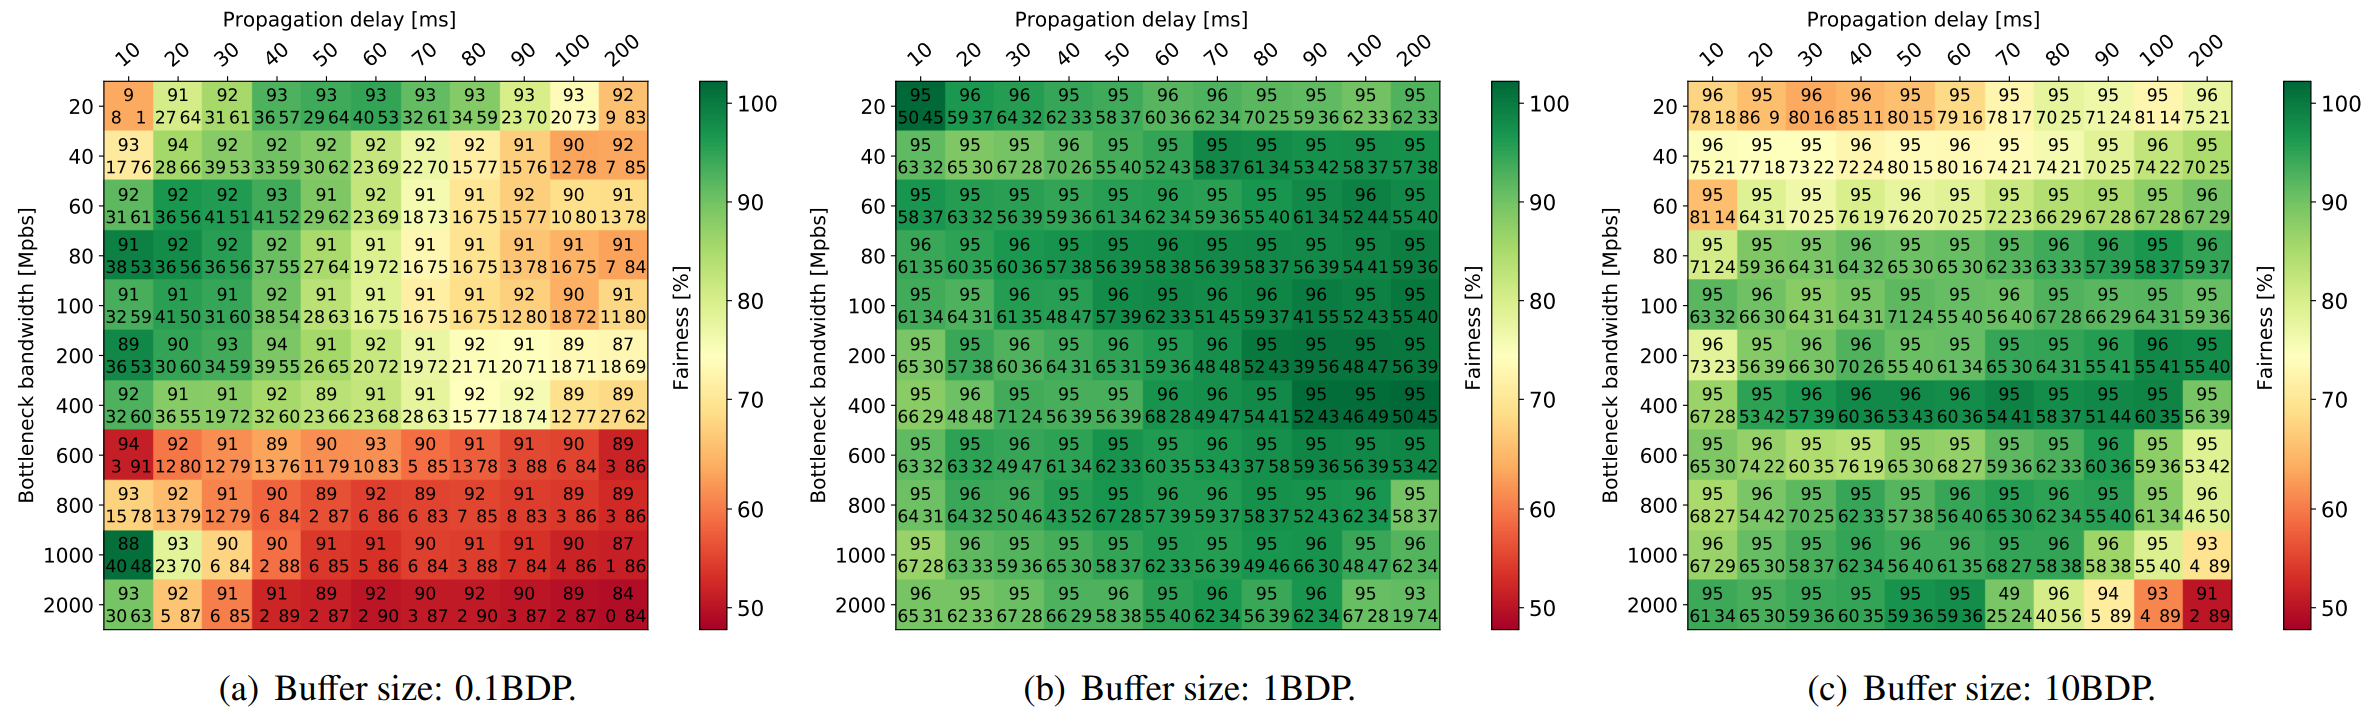 Propagation delay [ms]
10 20 30 40 50 60 70 80 90 100 200
Bottleneck bandwidth [Mpbs]
9 91 92 93 93 93 93 93 93 93 92
20 8 1 27 64 31 61 36 57 29 64 40 53 32 61 34 59 23 70 20 73 9 83
93 94 92 92 92 92 92 92 91 90 92
40 17 76 28 66 39 53 33 59 30 62 23 69 22 70 15 77 15 76 12 78 7 85
92 92 92 93 91 92 91 91 92 90 91
60 31 61 36 56 41 51 41 52 29 62 23 69 18 73 16 75 15 77 10 80 13 78
91 92 92 92 91 91 91 91 91 91 91
80 38 53 36 56 36 56 37 55 27 64 19 72 16 75 16 75 13 78 16 75 7 84
91 91 91 92 91 91 91 91 92 90 91
100 32 59 41 50 31 60 38 54 28 63 16 75 16 75 16 75 12 80 18 72 11 80
89 90 93 94 91 92 91 92 91 89 87
200 36 53 30 60 34 59 39 55 26 65 20 72 19 72 21 71 20 71 18 71 18 69
92 91 91 92 89 91 91 92 92 89 89
400 32 60 36 55 19 72 32 60 23 66 23 68 28 63 15 77 18 74 12 77 27 62
94 92 91 89 90 93 90 91 91 90 89
600 3 91 12 80 12 79 13 76 11 79 10 83 5 85 13 78 3 88 6 84 3 86
93 92 91 90 89 92 89 92 91 89 89
800 15 78 13 79 12 79 6 84 2 87 6 86 6 83 7 85 8 83 3 86 3 86
88 93 90 90 91 91 90 91 91 90 87
1000 40 48 23 70 6 84 2 88 6 85 5 86 6 84 3 88 7 84 4 86 1 86
93 92 91 91 89 92 90 92 90 89 84
2000 30 63 5 87 6 85 2 89 2 87 2 90 3 87 2 90 3 87 2 87 0 84
Fairness [%]
100
90
80
70
60
50
(a) Buffer size: 0.1BDP.
Propagation delay [ms]
10 20 30 40 50 60 70 80 90 100 200
Bottleneck bandwidth [Mpbs]
95 96 96 95 95 96 96 95 95 95 95
20 50 45 59 37 64 32 62 33 58 37 60 36 62 34 70 25 59 36 62 33 62 33
95 95 95 96 95 95 95 95 95 95 95
40 63 32 65 30 67 28 70 26 55 40 52 43 58 37 61 34 53 42 58 37 57 38
95 95 95 95 95 96 95 95 95 96 95
60 58 37 63 32 56 39 59 36 61 34 62 34 59 36 55 40 61 34 52 44 55 40
96 95 96 95 95 96 95 95 95 95 95
80 61 35 60 35 60 36 57 38 56 39 58 38 56 39 58 37 56 39 54 41 59 36
95 95 96 95 96 95 96 96 96 95 95
100 61 34 64 31 61 35 48 47 57 39 62 33 51 45 59 37 41 55 52 43 55 40
95 95 96 95 96 95 96 95 95 95 95
200 65 30 57 38 60 36 64 31 65 31 59 36 48 48 52 43 56 39 48 47 56 39
95 96 95 95 95 96 96 95 95 95 95
400 66 29 48 48 71 24 56 39 56 39 68 28 49 47 54 41 52 43 46 49 50 45
95 95 96 95 95 95 96 95 95 95 95
600 63 32 63 32 49 47 61 34 62 33 60 35 53 43 37 58 59 36 56 39 53 42
95 96 96 95 95 96 96 95 95 96 95
800 64 31 64 32 50 46 43 52 67 28 57 39 59 37 58 37 52 43 62 34 58 37
95 96 95 95 95 95 95 95 96 95 96
1000 67 28 60 36 64 31 65 30 58 37 62 33 56 39 49 46 66 30 48 47 62 34
96 95 95 95 96 95 96 95 96 95 93
2000 65 31 62 33 67 28 66 29 58 38 55 40 62 34 56 39 62 34 67 28 19 74
Fairness [%]
100
90
80
70
60
50
(b) Buffer size: 1BDP.
Propagation delay [ms]
10 20 30 40 50 60 70 80 90 100 200
Bottleneck bandwidth [Mpbs]
96 95 96 96 95 95 95 95 95 95 96
20 78 18 86 9 80 16 85 11 80 15 79 16 78 17 70 25 71 24 81 14 75 21
96 95 95 96 95 96 95 95 95 96 95
40 75 21 77 18 73 22 72 24 80 15 80 16 74 21 74 21 70 25 74 22 70 25
95 95 95 95 96 95 95 95 95 95 96
60 81 14 64 31 70 25 76 19 76 20 70 25 72 23 66 29 67 28 67 28 67 29
95 95 95 96 95 95 95 96 96 95 96
80 71 24 59 36 64 31 64 32 65 30 65 30 62 33 63 33 57 39 58 37 59 37
95 96 95 95 95 95 96 95 95 95 95
100 63 32 66 30 64 31 64 31 71 24 55 40 56 40 67 28 66 29 64 31 59 36
96 95 96 96 95 95 95 95 96 96 95
200 73 23 56 39 66 30 70 26 55 40 61 34 64 31 64 31 55 41 55 41 55 40
95 95 96 96 96 96 95 95 95 95 95
400 67 28 53 42 57 39 60 36 53 43 60 36 54 41 58 37 51 44 60 35 56 39
95 96 95 95 95 95 95 95 96 95 95
600 65 30 74 22 60 35 76 19 65 30 68 27 59 36 62 33 60 36 59 36 53 42
95 96 95 95 95 96 95 96 95 95 96
800 68 27 54 42 70 25 62 33 57 38 56 40 65 30 62 34 55 40 61 34 46 50
96 95 95 96 96 96 95 96 96 95 93
1000 67 29 65 30 58 37 62 34 56 40 61 35 68 27 58 38 58 38 55 40 4 89
95 95 95 95 95 95 49 96 94 93 91
2000 61 34 65 30 59 36 60 35 59 36 59 36 25 24 40 56 5 89 4 89 2 89
Fairness [%]
100
90
80
70
60
50
(c) Buffer size: 10BDP.